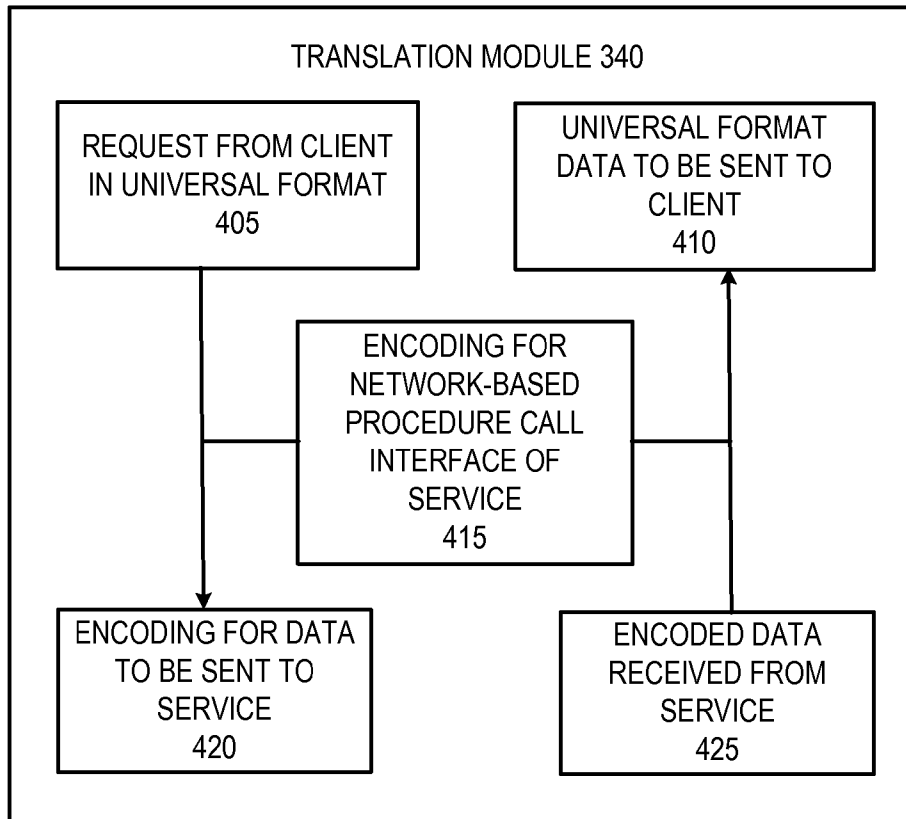 TRANSLATION MODULE 340
REQUEST FROM CLIENT
IN UNIVERSAL FORMAT
405
UNIVERSAL FORMAT
DATA TO BE SENT TO
CLIENT
410
ENCODING FOR
NETWORK-BASED
PROCEDURE CALL
INTERFACE OF
SERVICE
415
ENCODING FOR DATA
TO BE SENT TO
SERVICE
420
ENCODED DATA
RECEIVED FROM
SERVICE
425